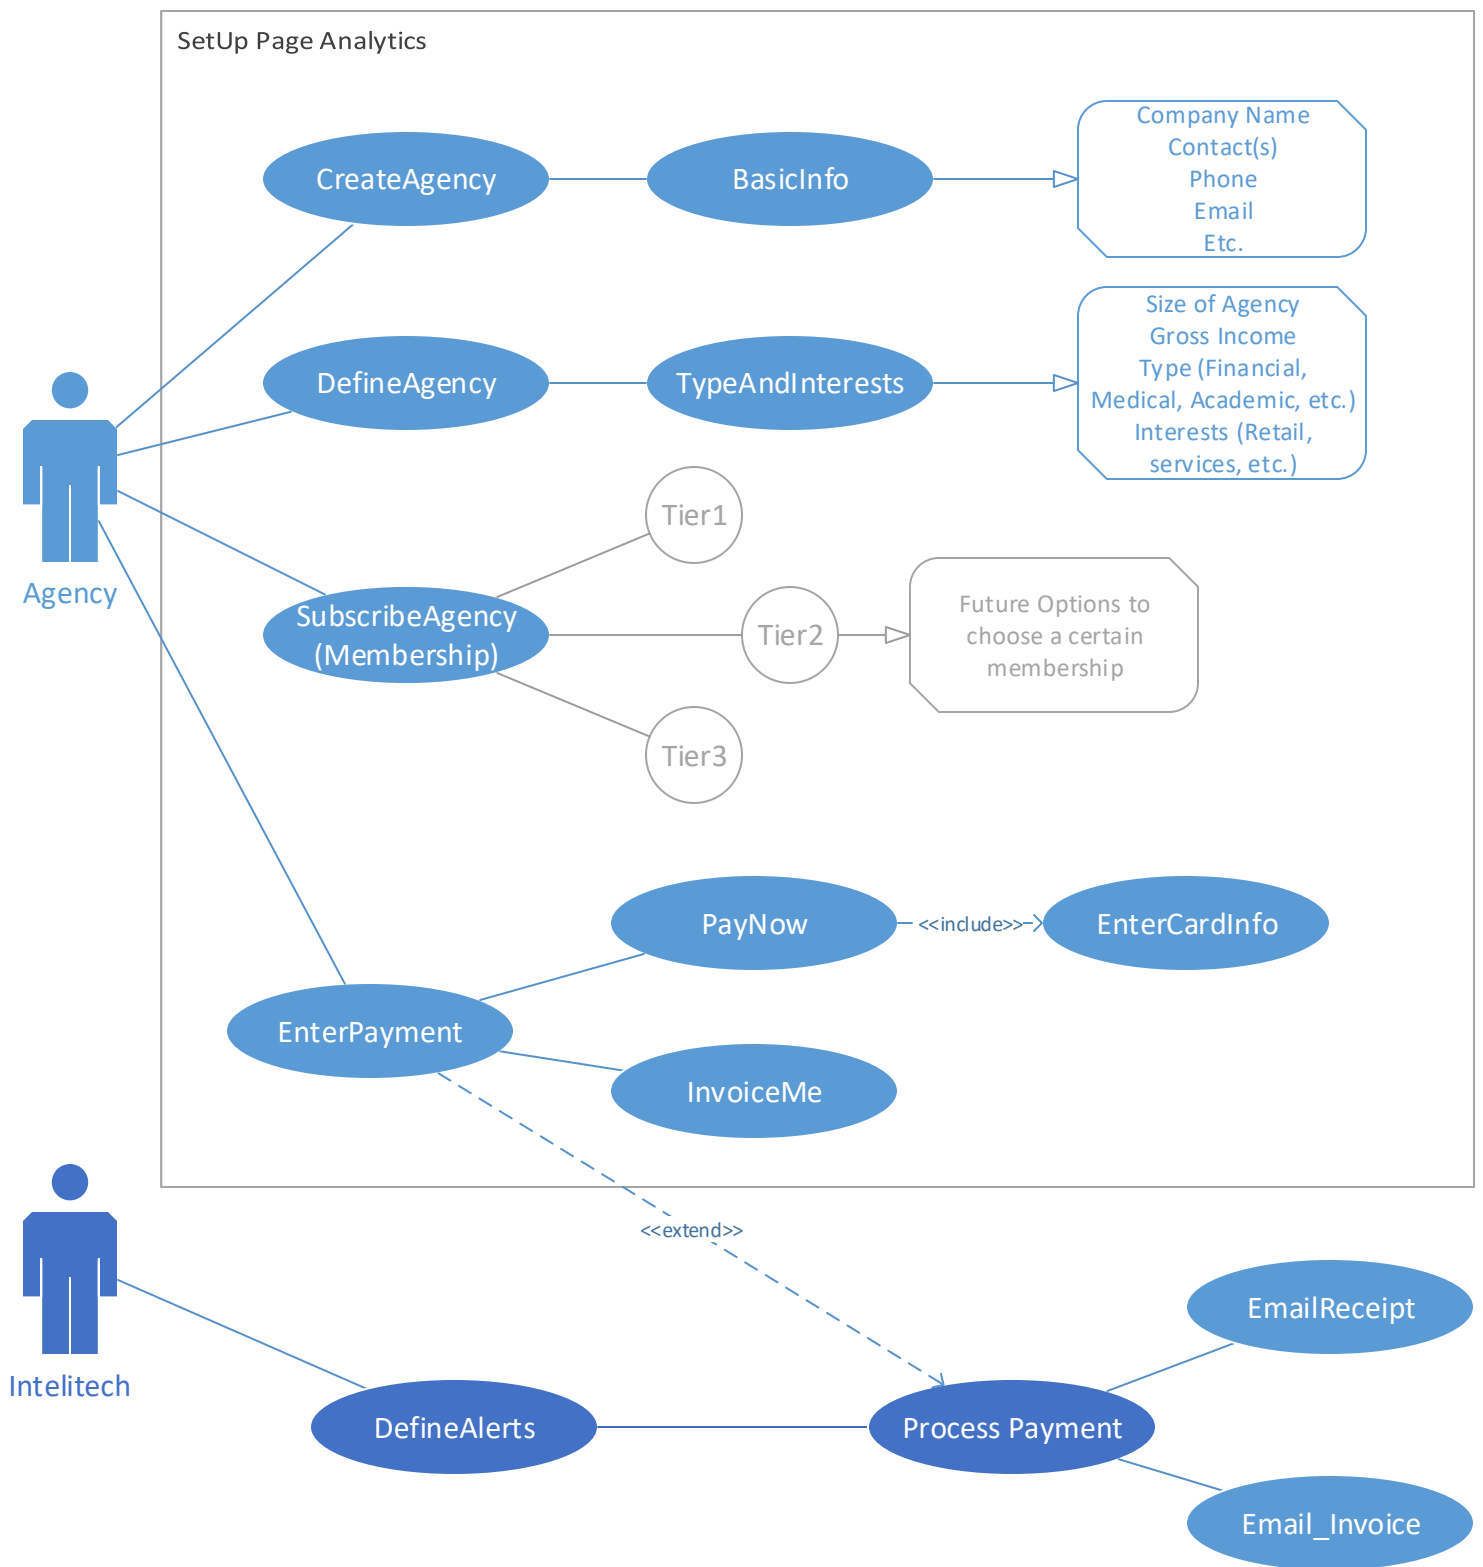 SetUp Page Analytics
CreateAgency
BasicInfo
Company Name
Contact(s)
Phone
Email
Etc.
DefineAgency
TypeAndInterests
Size of Agency
Gross Income
Type (Financial,
Medical, Academic, etc.)
Interests (Retail,
services, etc.)
Agency
Tier1
SubscribeAgency
(Membership)
Tier2
Future Options to
choose a certain
membership
Tier3
PayNow
<<include>>
EnterCardInfo
EnterPayment
InvoiceMe
<<extend>>
Intelitech
EmailReceipt
DefineAlerts
Process Payment
Email_Invoice